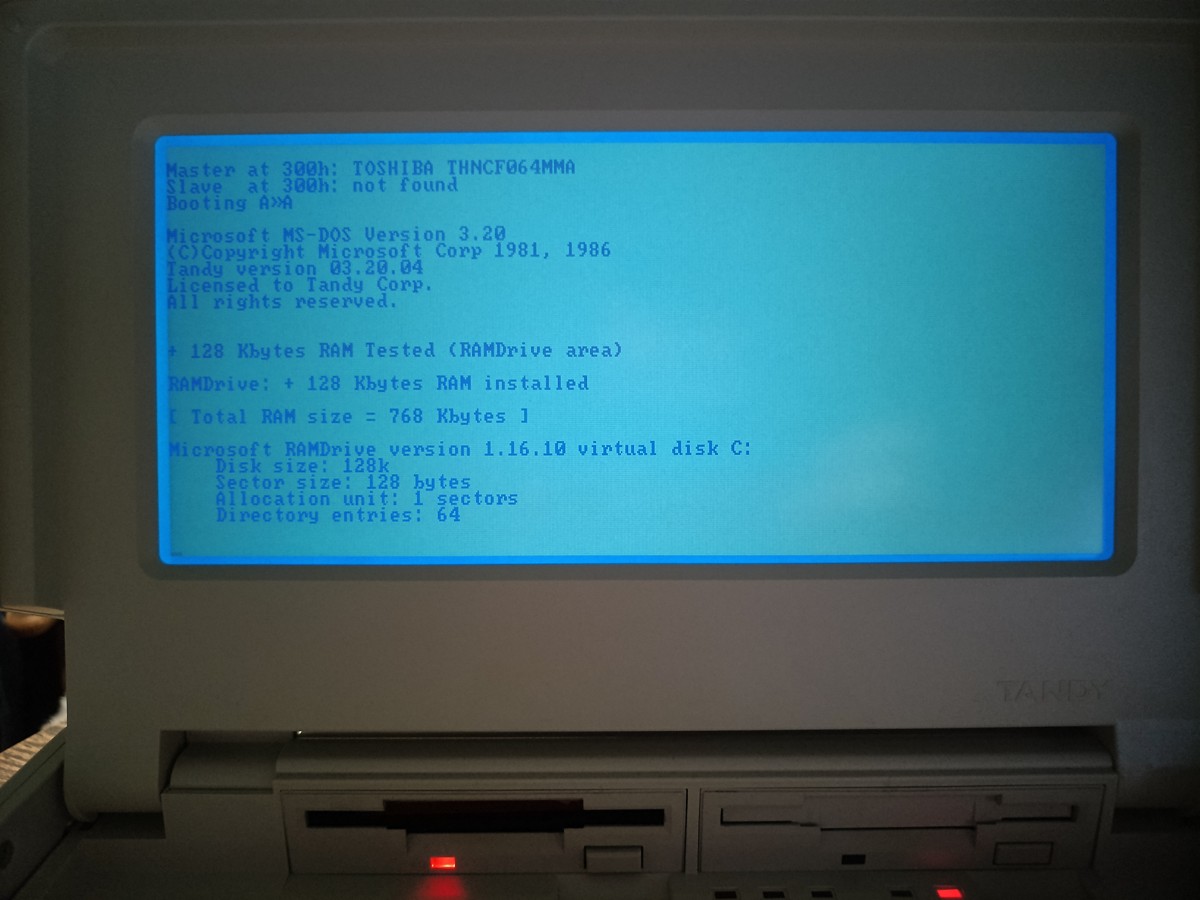 Master at 300h: TOSHIBA THNCF064MMA
Slave  at 300h: not found
Booting A»A
Microsoft MS-DOS Version 3.20
(C)Copyright Microsoft Corp 1981, 1986
Tandy version 03.20.04
Licensed to Tandy Corp.
All rights reserved.
+ 128 Kbytes RAM Tested (RAMDrive area)
RAMDrive: + 128 Kbytes RAM installed
[ Total RAM size = 768 Kbytes ]
Microsoft RAMDrive version 1.16.10 virtual disk C:
Disk size: 128k
Sector size: 128 bytes
Allocation unit: 1 sectors
Directory entries: 64
TANDY